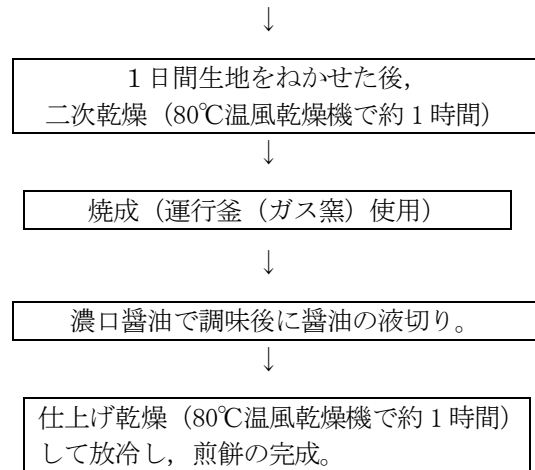 ↓
１日間生地をねかせた後，
二次乾燥（80℃温風乾燥機で約１時間）
↓
焼成（運行釜（ガス窯）使用）
↓
濃口醤油で調味後に醤油の液切り。
↓
仕上げ乾燥（80℃温風乾燥機で約１時間）
して放冷し，煎餅の完成。